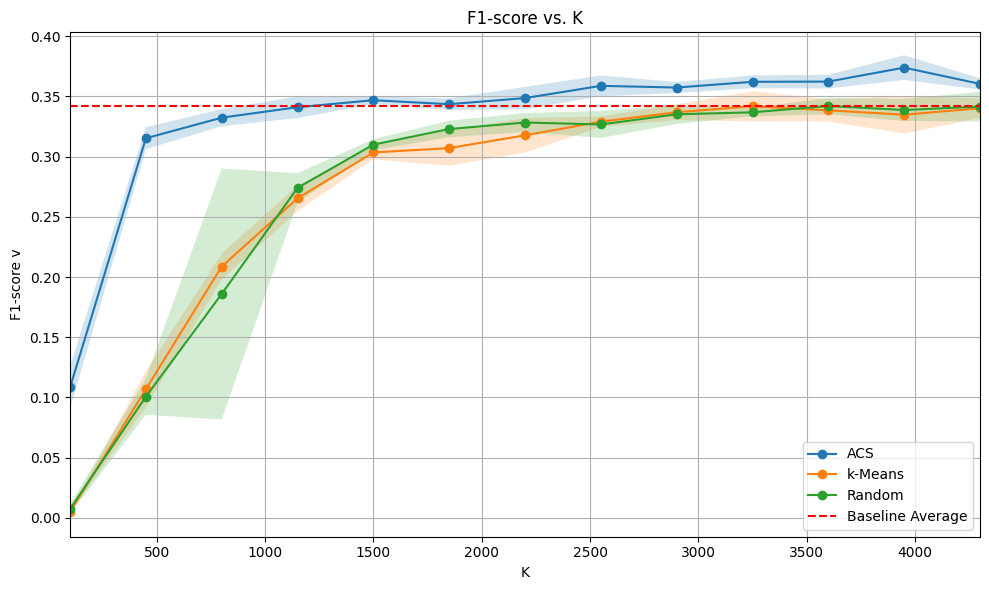 F1-score vs. K
F1-score v
0.40
0.35
0.30
0.25
0.20
0.15
0.10
0.05
0.00
500
1000
1500
2000
2500
3000
3500
4000
K
ACS
k-Means
Random
Baseline Average